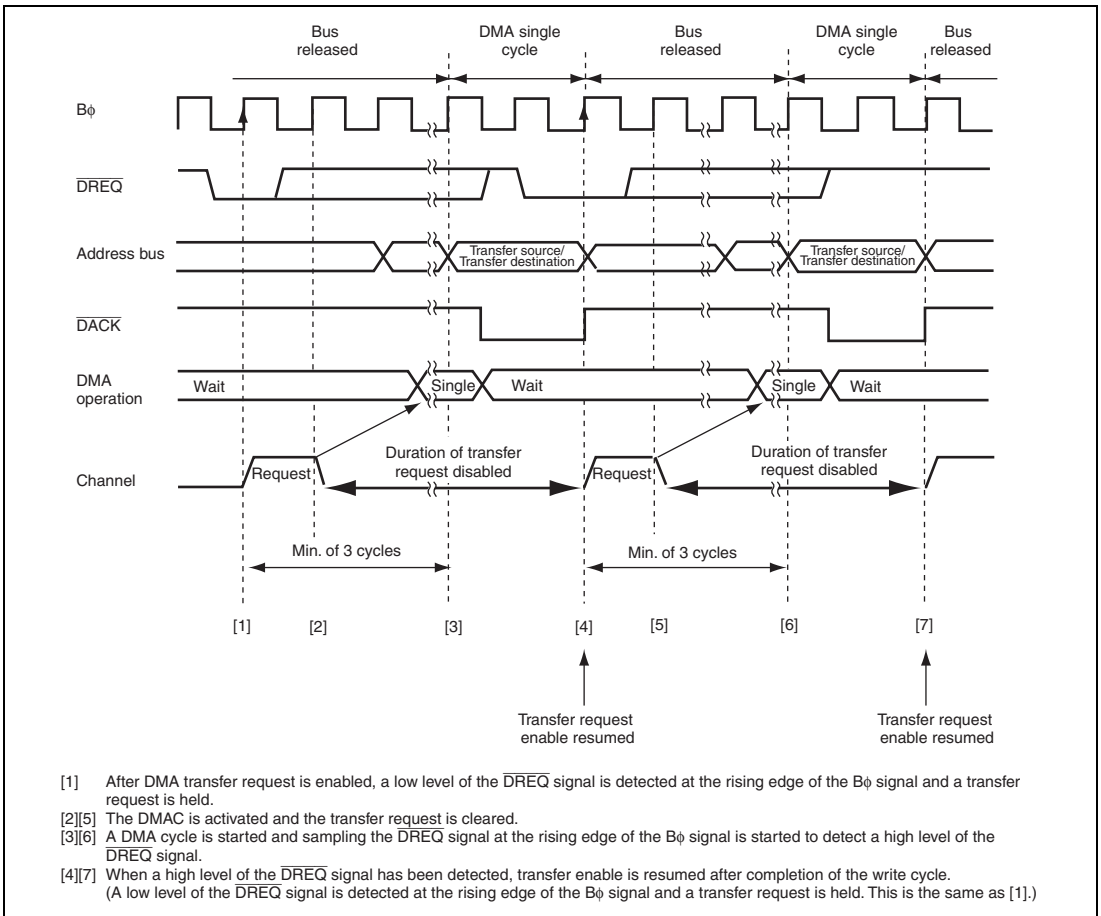 Bus released
DMA single cycle
Bus released
DMA single cycle
Bus released
Bφ
DREQ
Address bus
Transfer source/
Transfer destination
Transfer source/
Transfer destination
DACK
DMA operation
Wait
Single
Wait
Single
Wait
Channel
Request
Duration of transfer request disabled
Request
Duration of transfer request disabled
Min. of 3 cycles
Min. of 3 cycles
[1]
[2]
[3]
[4]
[5]
[6]
[7]
Transfer request enable resumed
Transfer request enable resumed
[1] After DMA transfer request is enabled, a low level of the DREQ signal is detected at the rising edge of the Bφ signal and a transfer
request is held.
[2][5] The DMAC is activated and the transfer request is cleared.
[3][6] A DMA cycle is started and sampling the DREQ signal at the rising edge of the Bφ signal is started to detect a high level of the
DREQ signal.
[4][7] When a high level of the DREQ signal has been detected, transfer enable is resumed after completion of the write cycle.
(A low level of the DREQ signal is detected at the rising edge of the Bφ signal and a transfer request is held. This is the same as [1].)